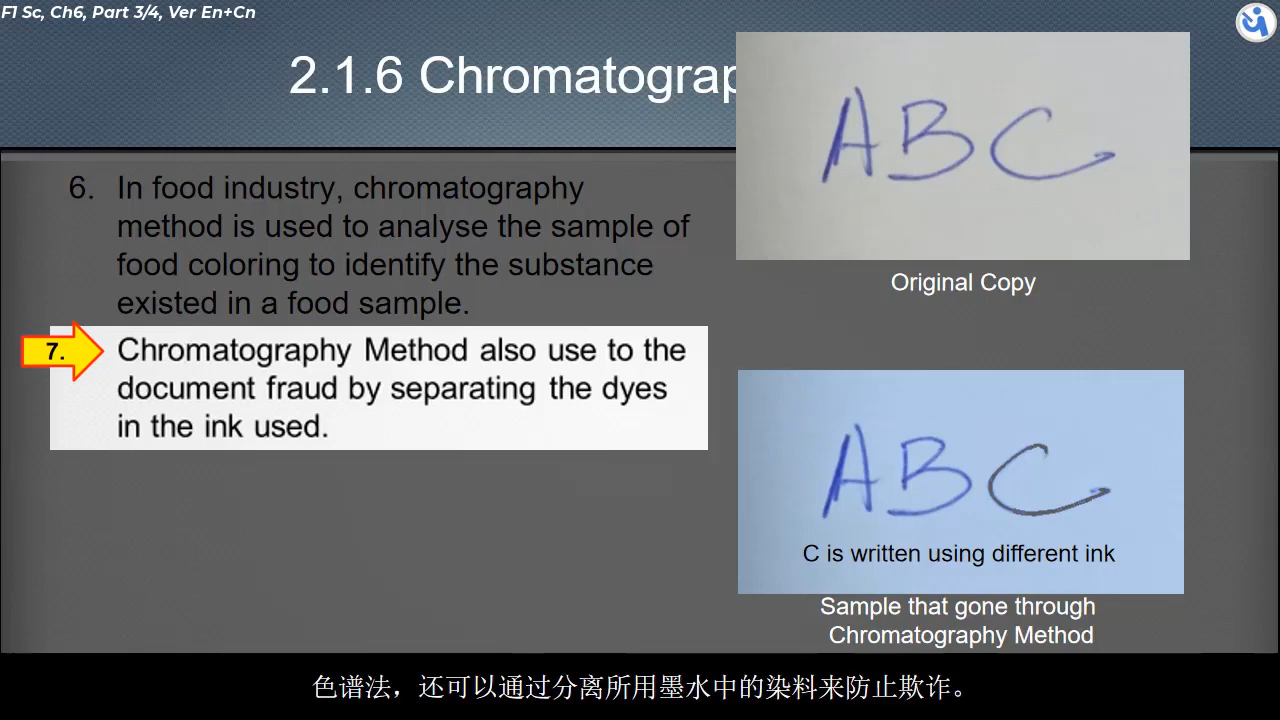 F1 Sc, Ch6, Part 3/4, Ver En+Cn
2.1.6 Chromatograp
6. In food industry, chromatography
method is used to analyse the sample of
food coloring to identify the substance
existed in a food sample.
7. Chromatography Method also use to the
document fraud by separating the dyes
in the ink used.
ABC
Original Copy
ABC
C is written using different ink
Sample that gone through
Chromatography Method
色谱法，还可以通过分离所用墨水中的染料来防止欺诈。